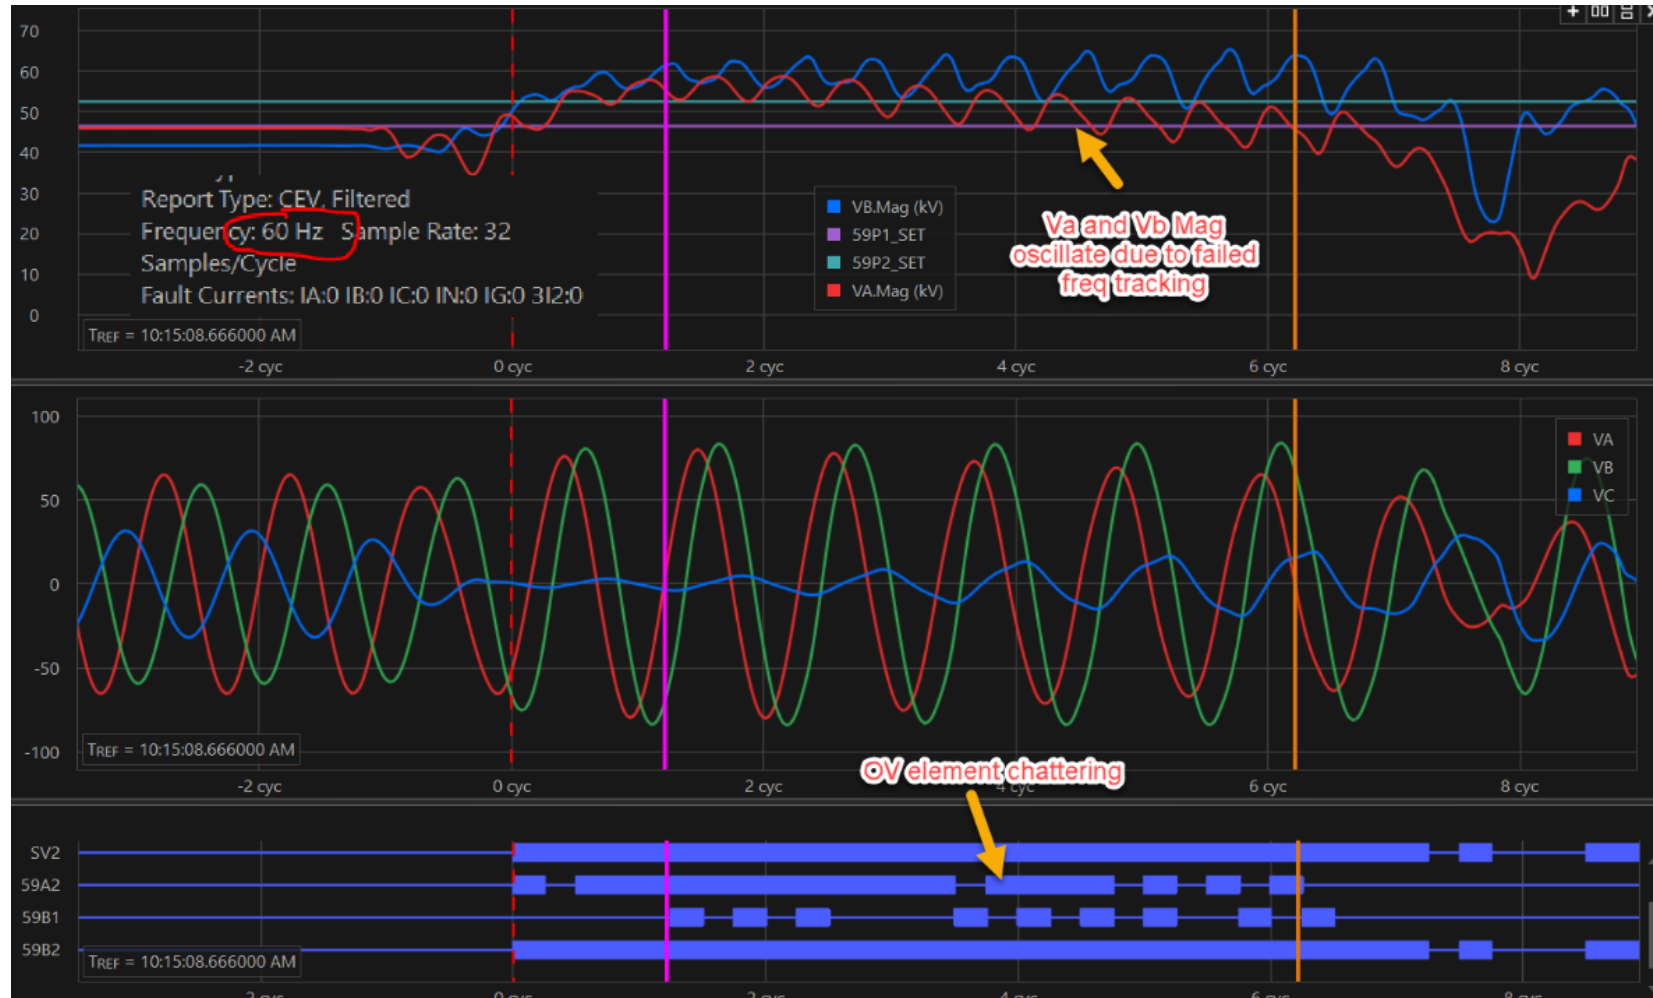 70
60
50
40
30
20
10
0
Report Type: CEV, Filtered
Frequency: 60 Hz Sample Rate: 32
Samples/Cycle
Fault Currents: IA:0 IB:0 IC:0 IN:0 IG:0 3I2:0
VB.Mag (kV)
59P1_SET
59P2_SET
VA.Mag (kV)
Va and Vb Mag
oscillate due to failed
freq tracking
TREF = 10:15:08.666000 AM
-2 cyc 0 cyc 2 cyc 4 cyc 6 cyc 8 cyc
100
50
0
-50
-100
VA
VB
VC
TREF = 10:15:08.666000 AM
OV element chattering
-2 cyc 0 cyc 2 cyc 4 cyc 6 cyc 8 cyc
SV2
59A2
59B1
59B2
TREF = 10:15:08.666000 AM